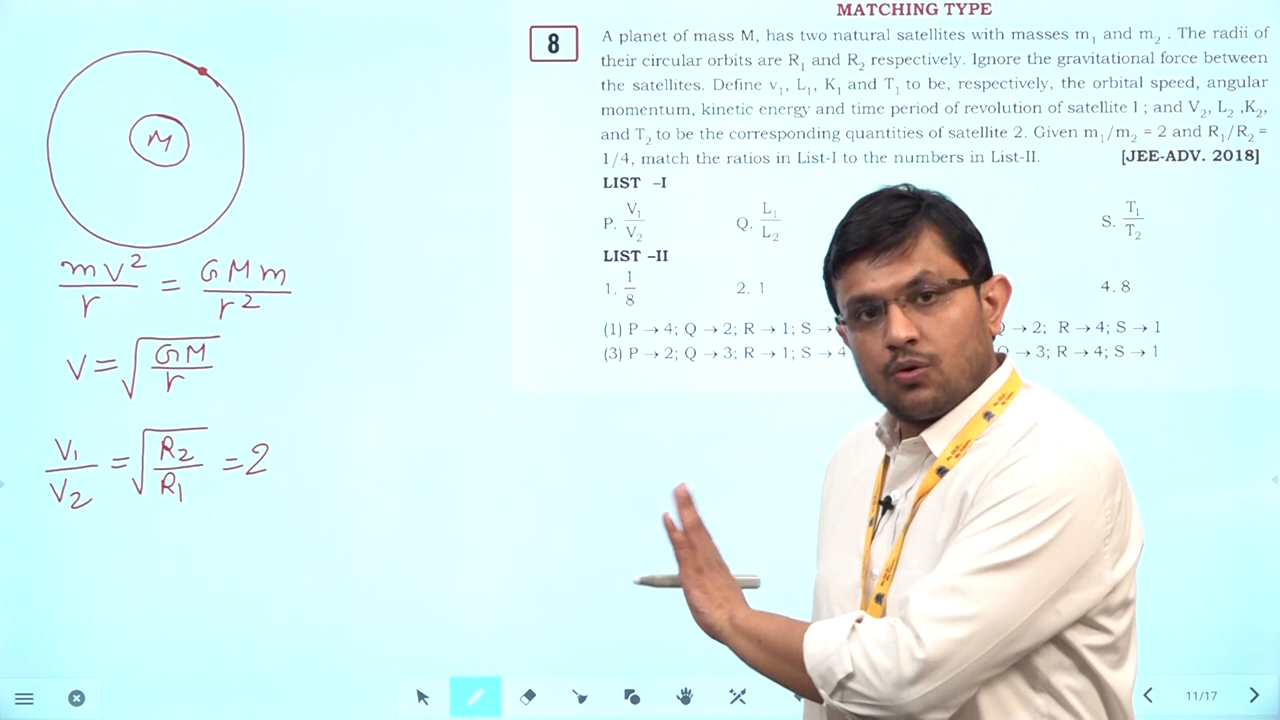 MATCHING TYPE
8
A planet of mass M, has two natural satellites with masses m₁ and m₂ . The radii of
their circular orbits are R₁ and R₂ respectively. Ignore the gravitational force between
the satellites. Define v₁, L₁, K₁ and T₁ to be, respectively, the orbital speed, angular
momentum, kinetic energy and time period of revolution of satellite 1 ; and V₂, L₂ ,K₂,
and T₂ to be the corresponding quantities of satellite 2. Given m₁/m₂ = 2 and R₁/R₂ =
1/4, match the ratios in List-I to the numbers in List-II. [JEE-ADV. 2018]
LIST –I
P. V₁/V₂ Q. L₁/L₂ S. T₁/T₂
LIST –II
1. 1/8 2. 1 4. 8
(1) P → 4; Q → 2; R → 1; S → → 2; R → 4; S → 1
(3) P → 2; Q → 3; R → 1; S → 4 → 3; R → 4; S → 1
M
mv²/r = GMm/r²
V = √(GM/r)
V₁/V₂ = √(R₂/R₁) = 2
11/17